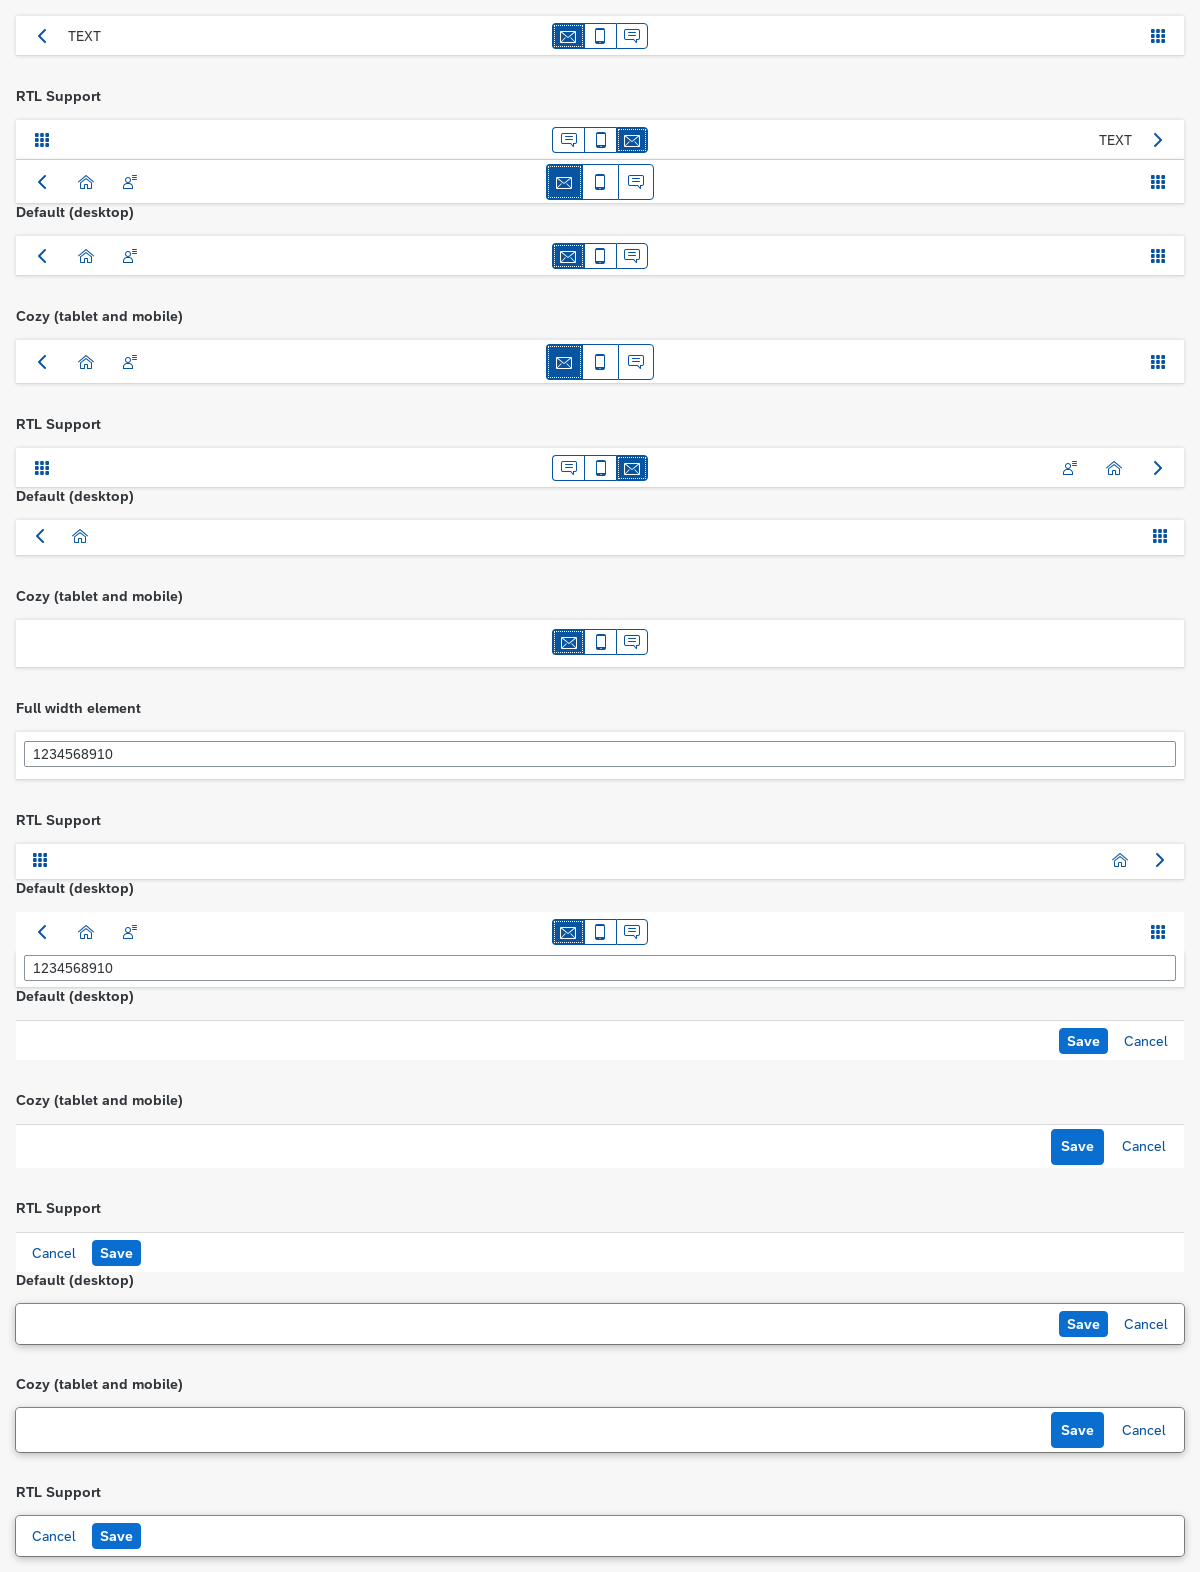 TEXT
RTL Support
TEXT
Default (desktop)
Cozy (tablet and mobile)
RTL Support
Default (desktop)
Cozy (tablet and mobile)
Full width element
1234568910
RTL Support
Default (desktop)
1234568910
Default (desktop)
Save Cancel
Cozy (tablet and mobile)
Save Cancel
RTL Support
Cancel Save
Default (desktop)
Save Cancel
Cozy (tablet and mobile)
Save Cancel
RTL Support
Cancel Save